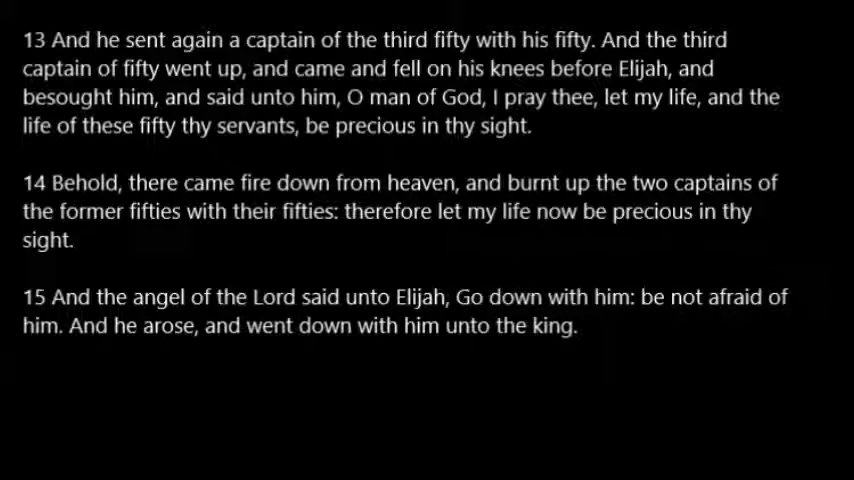 13 And he sent again a captain of the third fifty with his fifty. And the third
captain of fifty went up, and came and fell on his knees before Elijah, and
besought him, and said unto him, O man of God, I pray thee, let my life, and the
life of these fifty thy servants, be precious in thy sight.
14 Behold, there came fire down from heaven, and burnt up the two captains of
the former fifties with their fifties: therefore let my life now be precious in thy
sight.
15 And the angel of the Lord said unto Elijah, Go down with him: be not afraid of
him. And he arose, and went down with him unto the king.